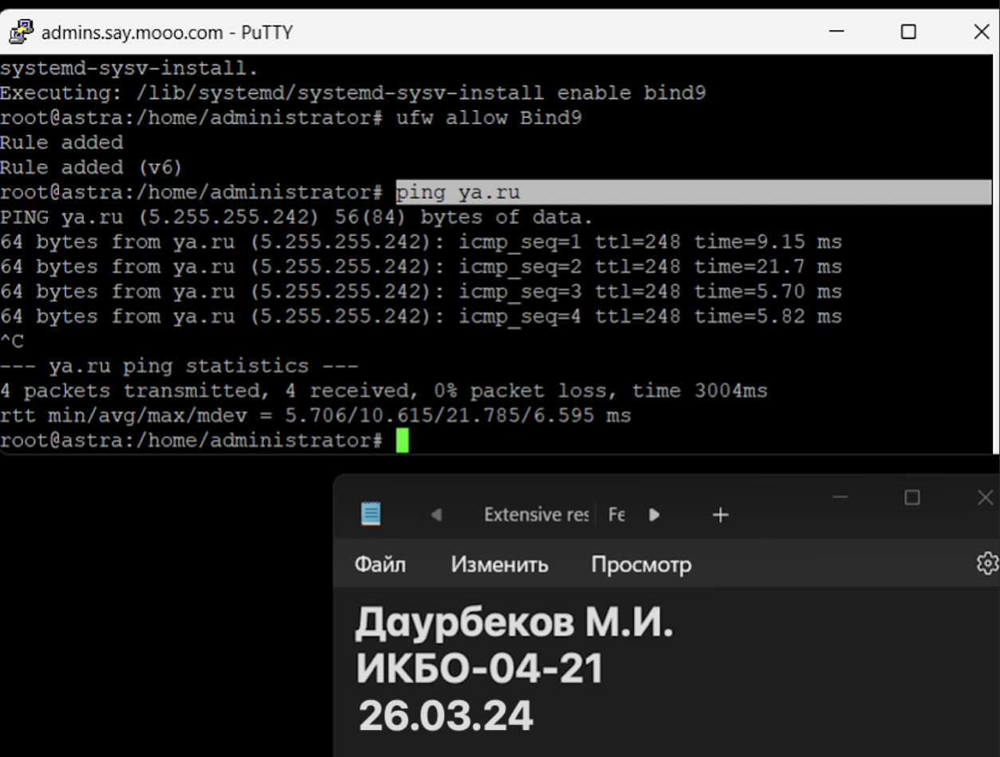 admins.say.mooo.com - PuTTY
systemd-sysv-install.
Executing: /lib/systemd/systemd-sysv-install enable bind9
root@astra:/home/administrator# ufw allow Bind9
Rule added
Rule added (v6)
root@astra:/home/administrator# ping ya.ru
PING ya.ru (5.255.255.242) 56(84) bytes of data.
64 bytes from ya.ru (5.255.255.242): icmp_seq=1 ttl=248 time=9.15 ms
64 bytes from ya.ru (5.255.255.242): icmp_seq=2 ttl=248 time=21.7 ms
64 bytes from ya.ru (5.255.255.242): icmp_seq=3 ttl=248 time=5.70 ms
64 bytes from ya.ru (5.255.255.242): icmp_seq=4 ttl=248 time=5.82 ms
^C
--- ya.ru ping statistics ---
4 packets transmitted, 4 received, 0% packet loss, time 3004ms
rtt min/avg/max/mdev = 5.706/10.615/21.785/6.595 ms
root@astra:/home/administrator#
Extensive res Fe
Файл Изменить Просмотр
Даурбеков М.И.
ИКБО-04-21
26.03.24